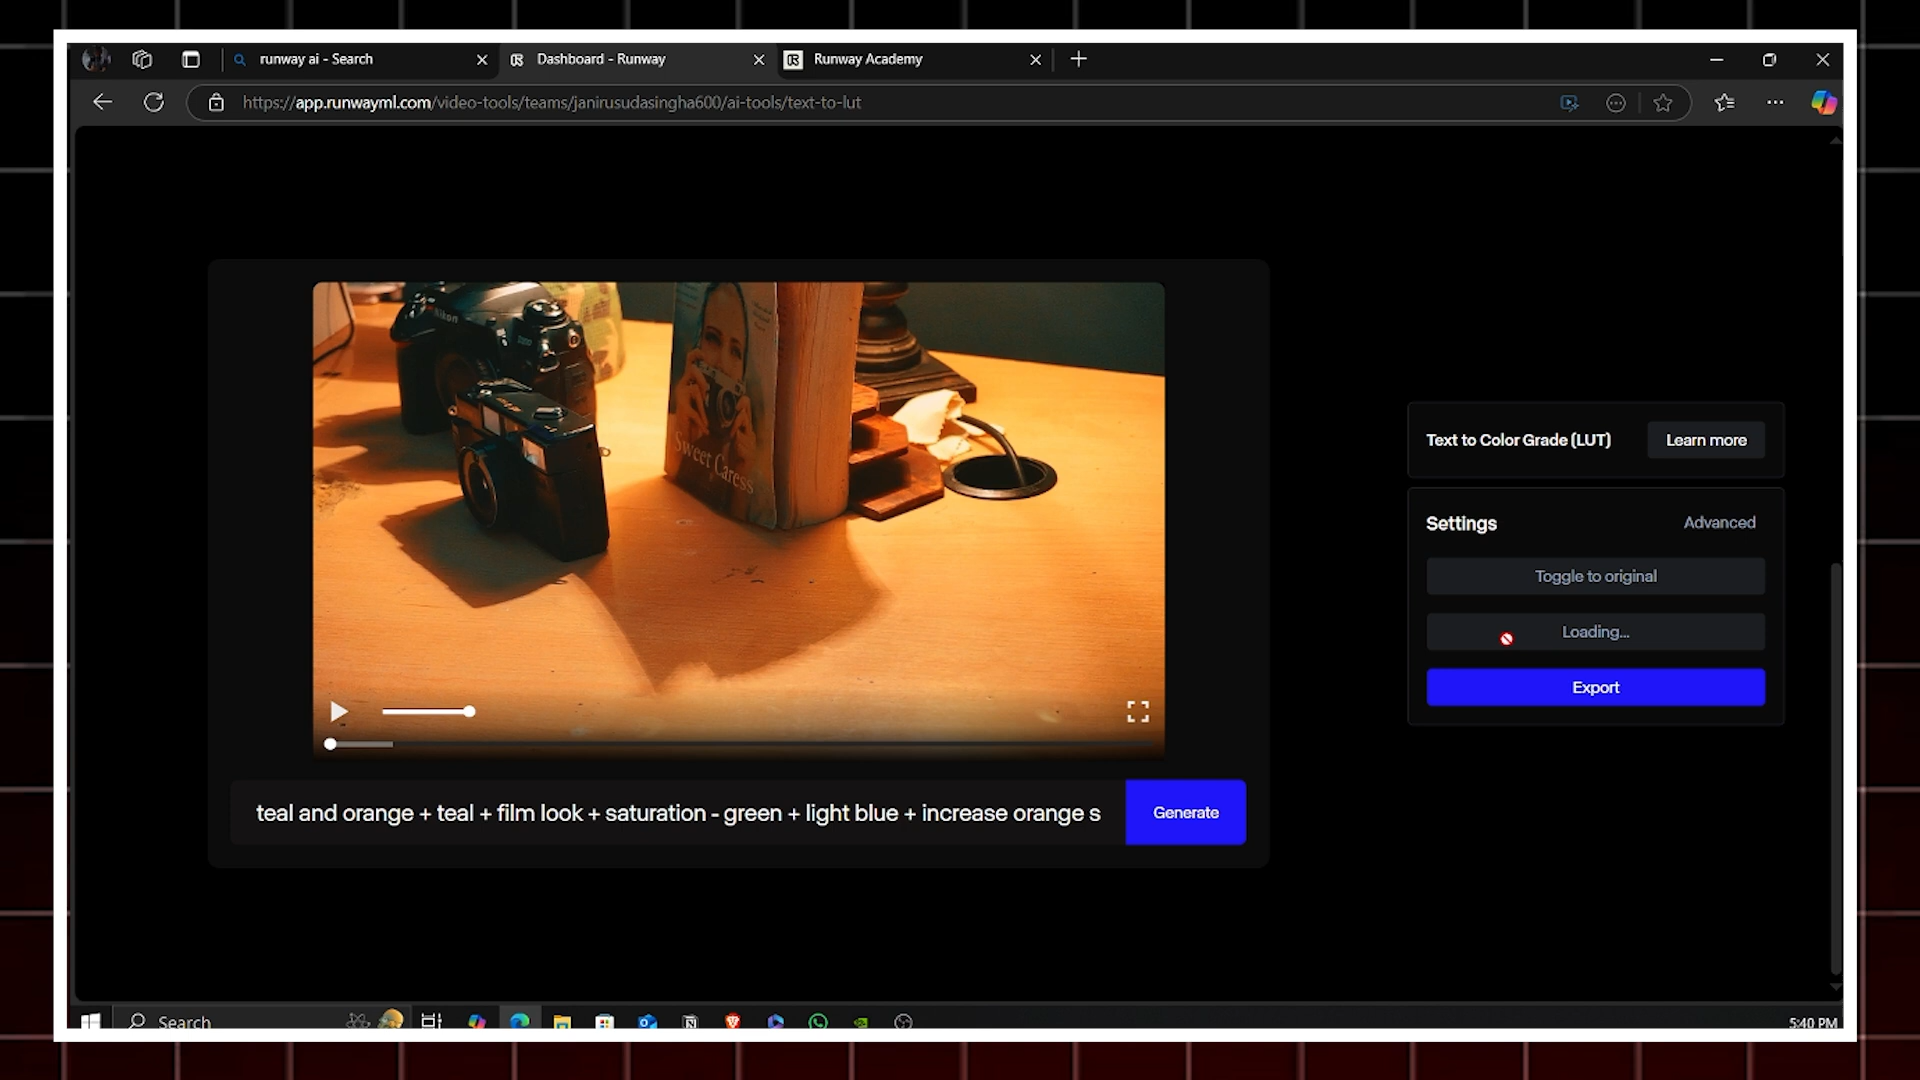 runway ai - Search
Dashboard - Runway
Runway Academy
https://app.runwayml.com/video-tools/teams/janirusudasingha600/ai-tools/text-to-lut
Nikon
Sweet Caress
Text to Color Grade (LUT)
Learn more
Settings
Advanced
Toggle to original
Loading...
Export
teal and orange + teal + film look + saturation - green + light blue + increase orange s
Generate
Search
5:40 PM